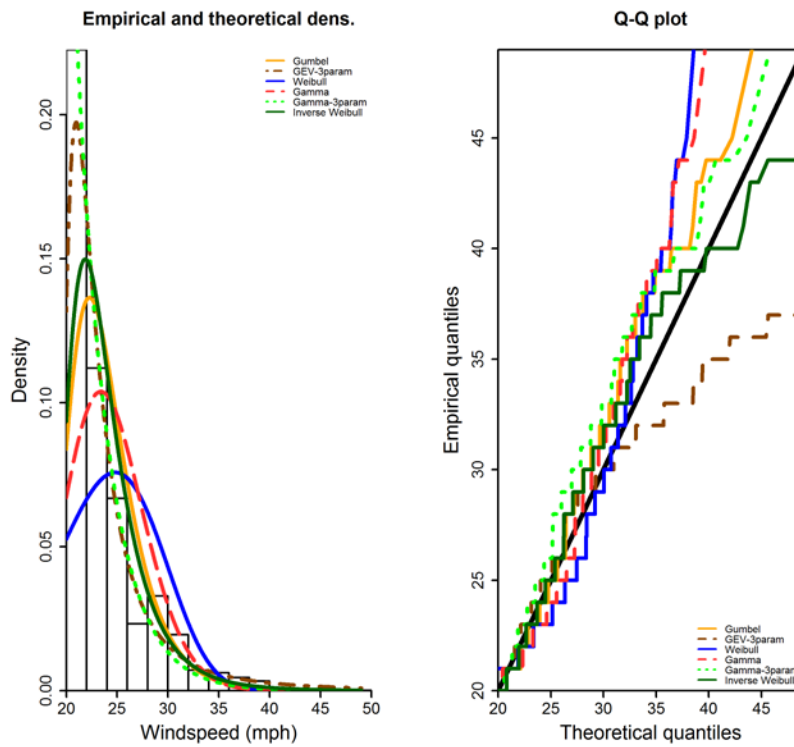 Empirical and theoretical dens.
Gumbel
GEV-3param
Weibull
Gamma
Gamma-3param
Inverse Weibull
Density
0.00
0.05
0.10
0.15
0.20
20 25 30 35 40 45 50
Windspeed (mph)
Q-Q plot
Empirical quantiles
20
25
30
35
40
45
Gumbel
GEV-3param
Weibull
Gamma
Gamma-3param
Inverse Weibull
20 25 30 35 40 45
Theoretical quantiles